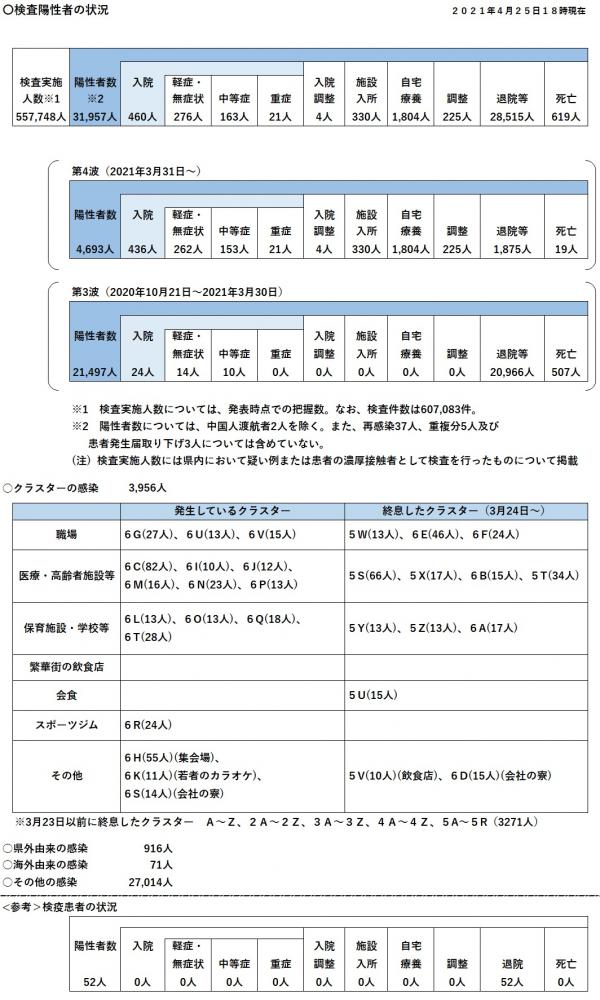 〇検査陽性者の状況
２０２１年４月２５日１８時現在
検査実施人数※1 陽性者数※2 入院 軽症・無症状 中等症 重症 入院調整 施設入所 自宅療養 調整 退院等 死亡
557,748人 31,957人 460人 276人 163人 21人 4人 330人 1,804人 225人 28,515人 619人
第4波（2021年3月31日～）
陽性者数 入院 軽症・無症状 中等症 重症 入院調整 施設入所 自宅療養 調整 退院等 死亡
4,693人 436人 262人 153人 21人 4人 330人 1,804人 225人 1,875人 19人
第3波（2020年10月21日～2021年3月30日）
陽性者数 入院 軽症・無症状 中等症 重症 入院調整 施設入所 自宅療養 調整 退院等 死亡
21,497人 24人 14人 10人 0人 0人 0人 0人 0人 20,966人 507人
※1　検査実施人数については、発表時点での把握数。なお、検査件数は607,083件。
※2　陽性者数については、中国人渡航者2人を除く。また、再感染37人、重複分5人及び
患者発生届取り下げ3人については含めていない。
(注）検査実施人数には県内において疑い例または患者の濃厚接触者として検査を行ったものについて掲載
〇クラスターの感染　3,956人
発生しているクラスター 終息したクラスター（3月24日～）
職場 ６G(27人)、６U(13人)、６V(15人) ５W(13人)、６E(46人)、６F(24人)
医療・高齢者施設等 ６C(82人)、６I(10人)、６J(12人)、 ５S(66人)、５X(17人)、６B(15人)、５T(34人)
６M(16人)、６N(23人)、６P(13人)
保育施設・学校等 ６L(13人)、６O(13人)、６Q(18人)、 ５Y(13人)、５Z(13人)、６A(17人)
６T(28人)
繁華街の飲食店
会食 ５U(15人)
スポーツジム ６R(24人)
その他 ６H(55人)(集会場)、 ５V(10人)(飲食店)、６D(15人)(会社の寮)
６K(11人)(若者のカラオケ)、
６S(14人)(会社の寮)
※3月23日以前に終息したクラスター　A～Z、２A～２Z、３A～３Z、４A～４Z、５A～５R（3271人）
〇県外由来の感染　916人
〇海外由来の感染　71人
〇その他の感染　27,014人
<参考＞検疫患者の状況
陽性者数 入院 軽症・無症状 中等症 重症 入院調整 施設入所 自宅療養 調整 退院 死亡
52人 0人 0人 0人 0人 0人 0人 0人 0人 52人 0人